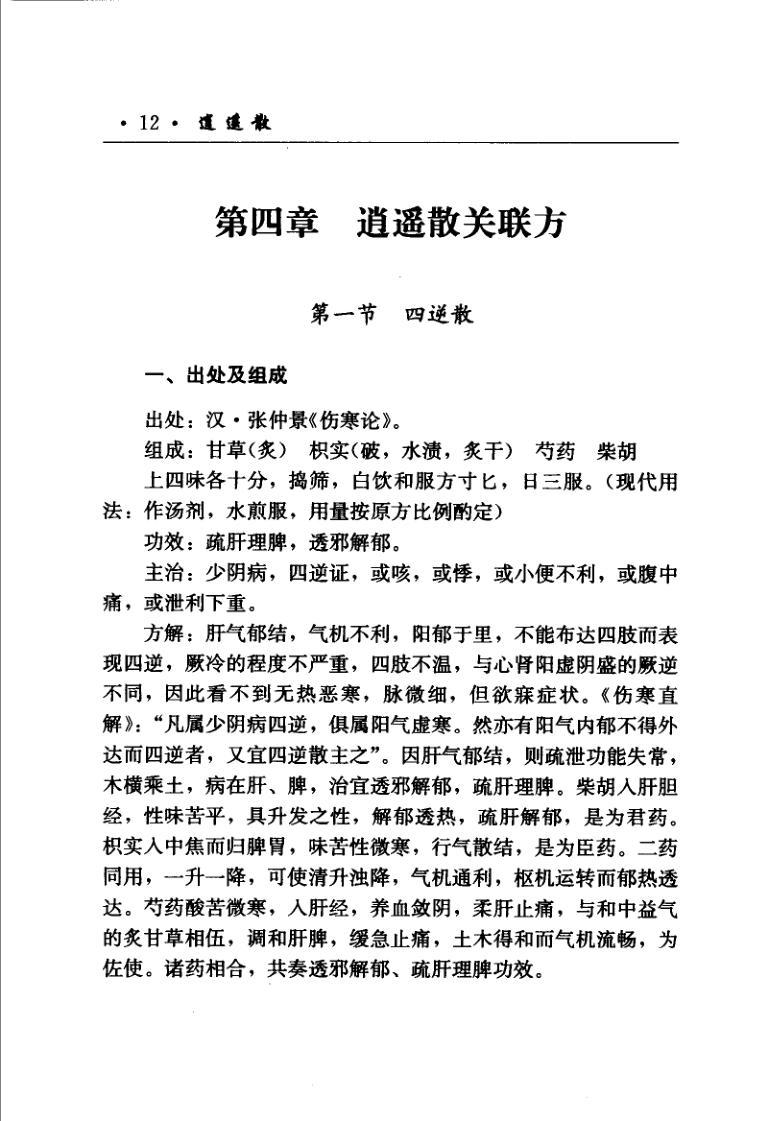 ·12· 逍遥散
第四章 逍遥散关联方
第一节 四逆散
一、出处及组成
出处：汉·张仲景《伤寒论》。
组成：甘草(炙) 枳实(破，水渍，炙干) 芍药 柴胡
上四味各十分，捣筛，白饮和服方寸匕，日三服。(现代用
法：作汤剂，水煎服，用量按原方比例酌定)
功效：疏肝理脾，透邪解郁。
主治：少阴病，四逆证，或咳，或悸，或小便不利，或腹中
痛，或泄利下重。
方解：肝气郁结，气机不利，阳郁于里，不能布达四肢而表
现四逆，厥冷的程度不严重，四肢不温，与心肾阳虚阴盛的厥逆
不同，因此看不到无热恶寒，脉微细，但欲寐症状。《伤寒直
解》：“凡属少阴病四逆，俱属阳气虚寒。然亦有阳气内郁不得外
达而四逆者，又宜四逆散主之”。因肝气郁结，则疏泄功能失常，
木横乘土，病在肝、脾，治宜透邪解郁，疏肝理脾。柴胡入肝胆
经，性味苦平，具升发之性，解郁透热，疏肝解郁，是为君药。
枳实入中焦而归脾胃，味苦性微寒，行气散结，是为臣药。二药
同用，一升一降，可使清升浊降，气机通利，枢机运转而郁热透
达。芍药酸苦微寒，入肝经，养血敛阴，柔肝止痛，与和中益气
的炙甘草相伍，调和肝脾，缓急止痛，土木得和而气机流畅，为
佐使。诸药相合，共奏透邪解郁、疏肝理脾功效。